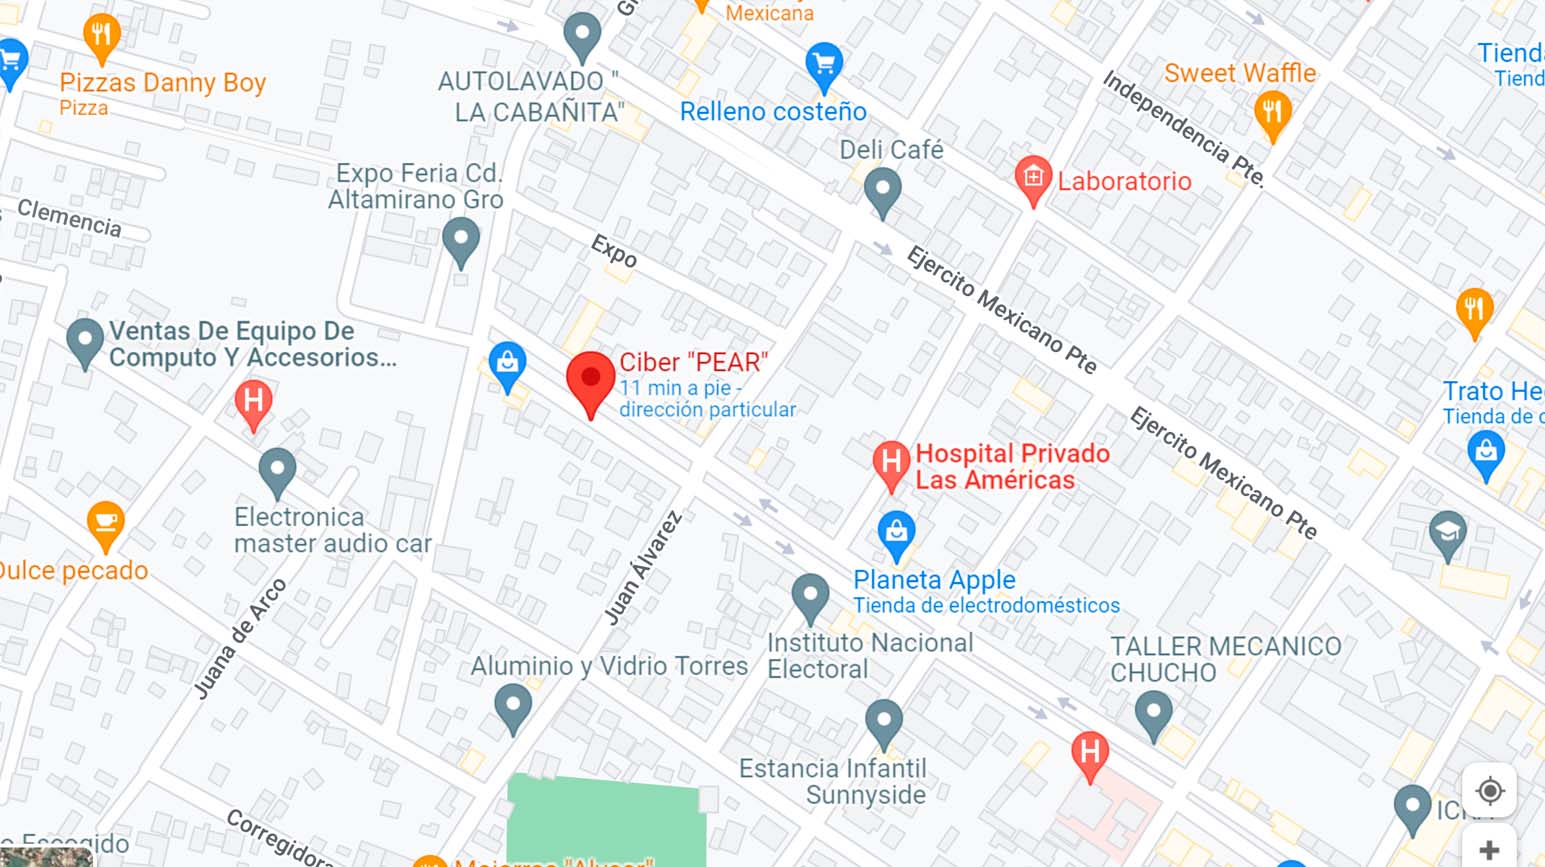 Mexicana
Pizzas Danny Boy
Pizza
AUTOLAVADO "
LA CABAÑITA"
Relleno costeño
Sweet Waffle
Independencia Pte.
Deli Café
Laboratorio
Expo Feria Cd.
Altamirano Gro
Clemencia
Expo
Ejercito Mexicano Pte
Ventas De Equipo De
Computo Y Accesorios...
H
Ciber "PEAR"
11 min a pie -
dirección particular
Trato He
Tienda de
Ejercito Mexicano Pte
H
Hospital Privado
Las Américas
Electronica
master audio car
Dulce pecado
Juan Álvarez
Planeta Apple
Tienda de electrodomésticos
Juana de Arco
Instituto Nacional
Electoral
TALLER MECANICO
CHUCHO
Aluminio y Vidrio Torres
H
Estancia Infantil
Sunnyside
Corregidora
o Escogido